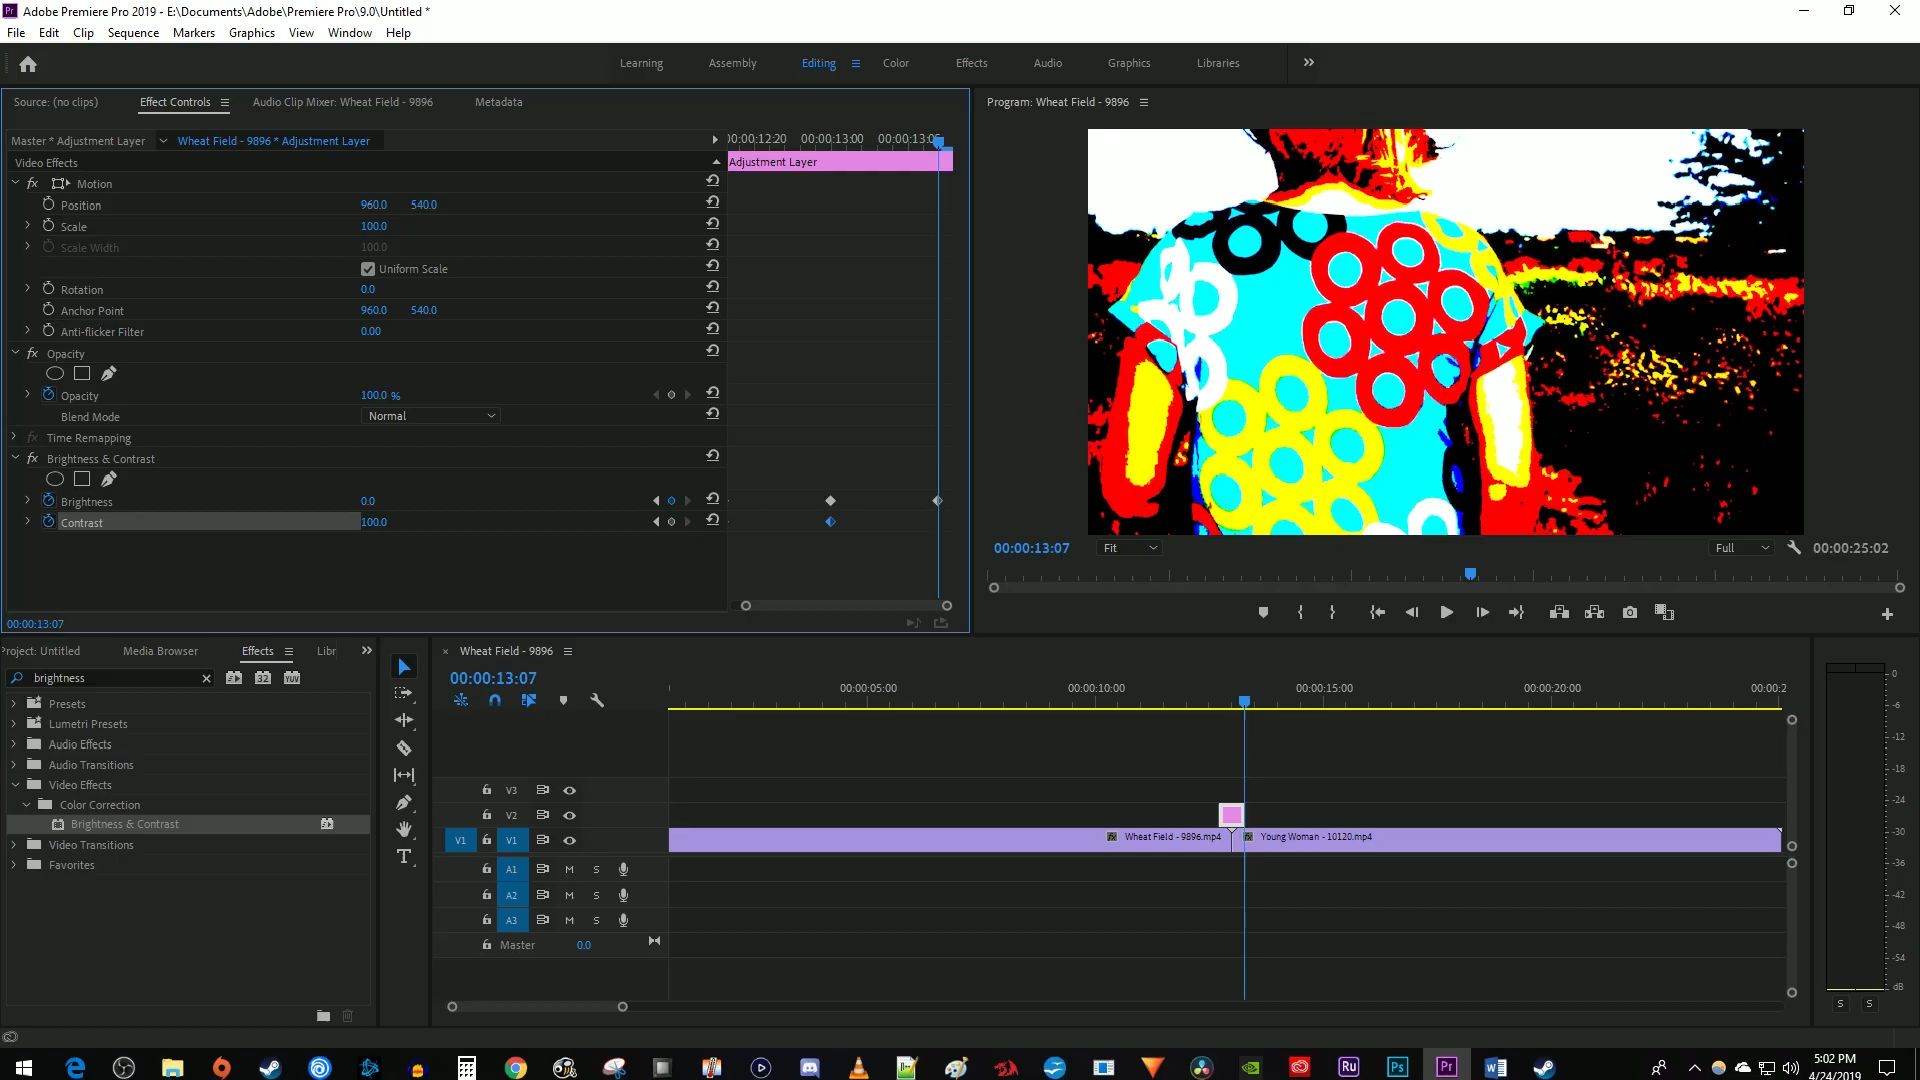 Adobe Premiere Pro 2019 - E:\Documents\Adobe\Premiere Pro\9.0\Untitled *
File Edit Clip Sequence Markers Graphics View Window Help
Learning Assembly Editing Color Effects Audio Graphics Libraries
Source: (no clips) Effect Controls Audio Clip Mixer: Wheat Field - 9896 Metadata
Program: Wheat Field - 9896
Master * Adjustment Layer Wheat Field - 9896 * Adjustment Layer
00:00:12:20 00:00:13:00 00:00:13:05
Video Effects
Adjustment Layer
fx Motion
Position 960.0 540.0
Scale 100.0
Scale Width 100.0
Uniform Scale
Rotation 0.0
Anchor Point 960.0 540.0
Anti-flicker Filter 0.00
fx Opacity
Opacity 100.0 %
Blend Mode Normal
fx Time Remapping
fx Brightness & Contrast
Brightness 0.0
Contrast 100.0
00:00:13:07
00:00:13:07 Fit Full 00:00:25:02
roject: Untitled Media Browser Effects Libr
brightness
32 YUV
Presets
Lumetri Presets
Audio Effects
Audio Transitions
Video Effects
Color Correction
Brightness & Contrast
Video Transitions
Favorites
Wheat Field - 9896
00:00:13:07
00:00:05:00 00:00:10:00 00:00:15:00 00:00:20:00 00:00:2
V3
V2
V1 V1
fx Wheat Field - 9896.mp4 fx Young Woman - 10120.mp4
A1 M S
A2 M S
A3 M S
Master 0.0
0
-6
-12
-18
-24
-30
-36
-42
-48
-54
dB
S S
Ru Ps Pr
5:02 PM
4/24/2019